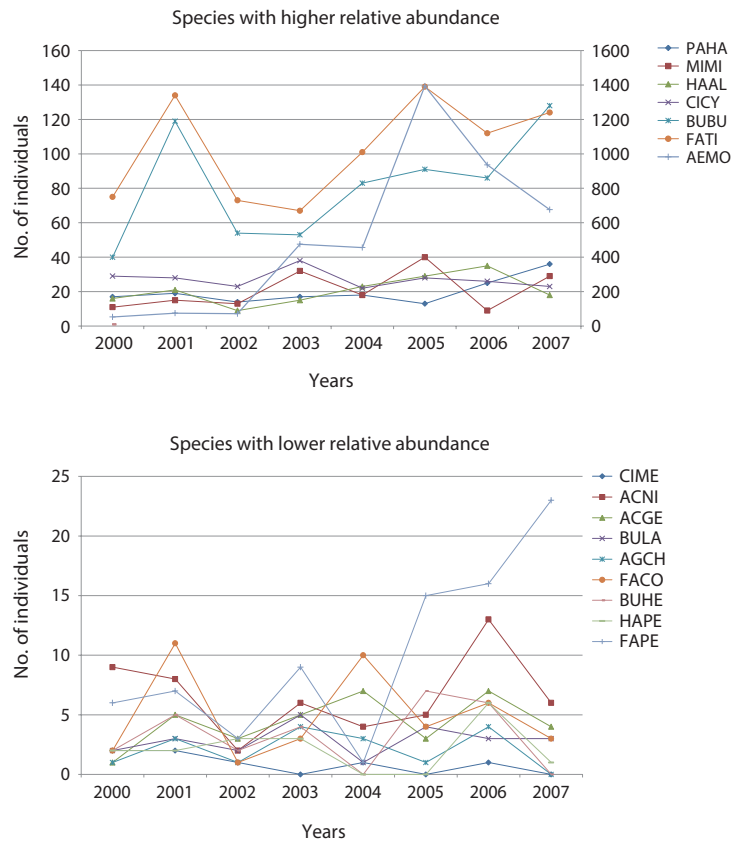 Species with higher relative abundance
160
140
120
100
80
60
40
20
0
1600
1400
1200
1000
800
600
400
200
0
No. of individuals
2000 2001 2002 2003 2004 2005 2006 2007
Years
PAHA
MIMI
HAAL
CICY
BUBU
FATI
AEMO
Species with lower relative abundance
25
20
15
10
5
0
No. of individuals
2000 2001 2002 2003 2004 2005 2006 2007
Years
CIME
ACNI
ACGE
BULA
AGCH
FACO
BUHE
HAPE
FAPE